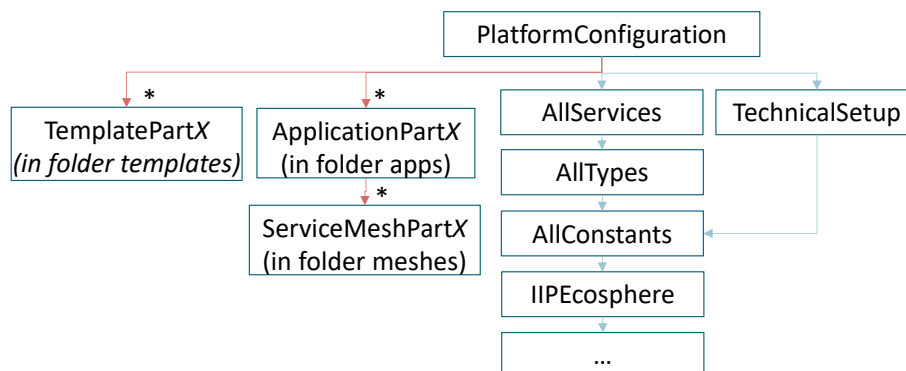 PlatformConfiguration
*
*
TemplatePartX
(in folder templates)
ApplicationPartX
(in folder apps)
AllServices
TechnicalSetup
AllTypes
*
ServiceMeshPartX
(in folder meshes)
AllConstants
IIPEcosphere
...